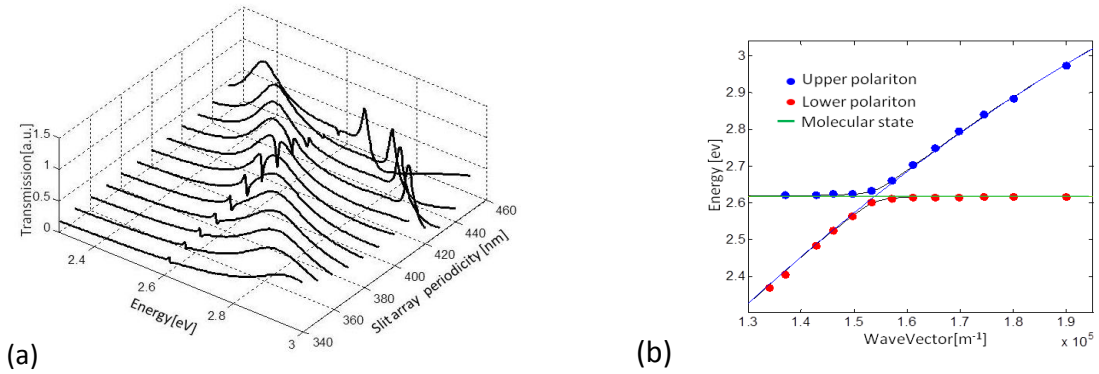 1.5
1
0.5
0
Transmission[a.u.]
2.4
2.6
2.8
3
Energy[eV]
340
360
380
400
420
440
460
Slit array periodicity [nm]
(a)
3
2.9
2.8
2.7
2.6
2.5
2.4
Energy [ev]
Upper polariton
Lower polariton
Molecular state
1.3 1.4 1.5 1.6 1.7 1.8 1.9
x 10⁵
WaveVector[m⁻¹]
(b)